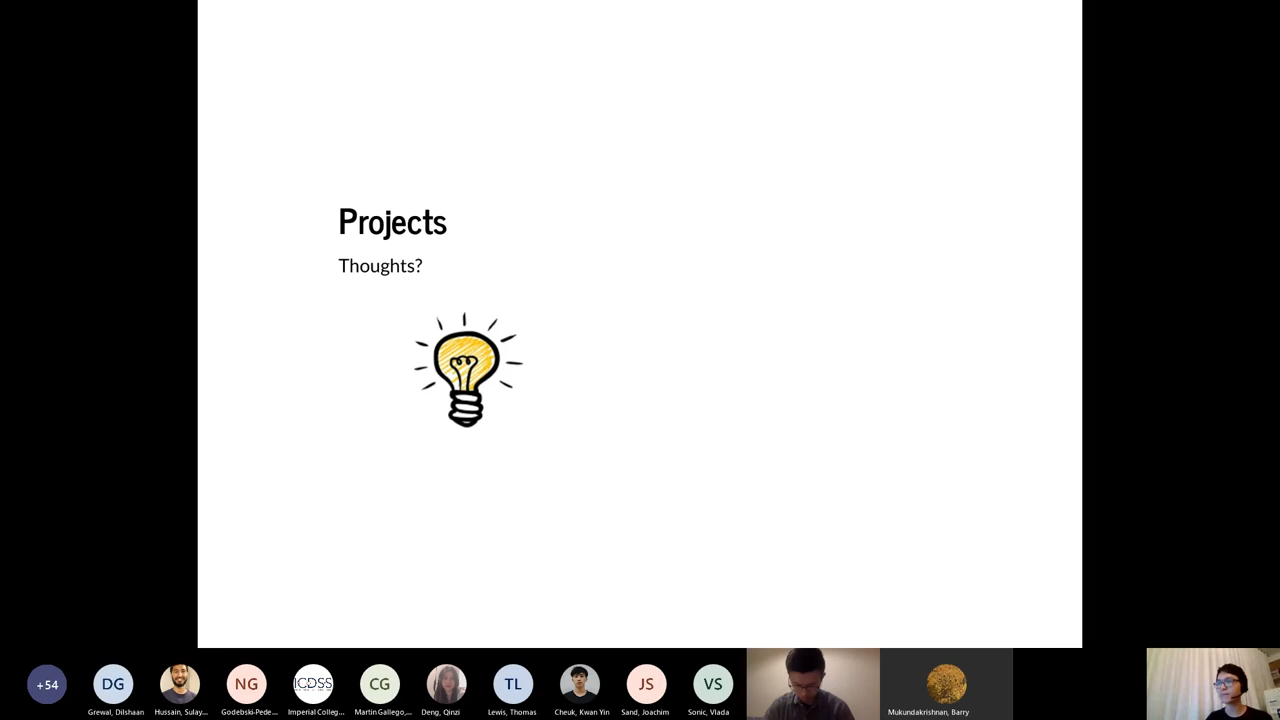 Projects
Thoughts?
+54
DG
NG
ICDSS
CG
TL
JS
VS
Grewal, Dilshaan
Hussain, Sulay...
Godebski-Pede...
Imperial Colleg...
Martin Gallego,...
Deng, Qinzi
Lewis, Thomas
Cheuk, Kwan Yin
Sand, Joachim
Sonic, Vlada
Mukundakrishnan, Barry